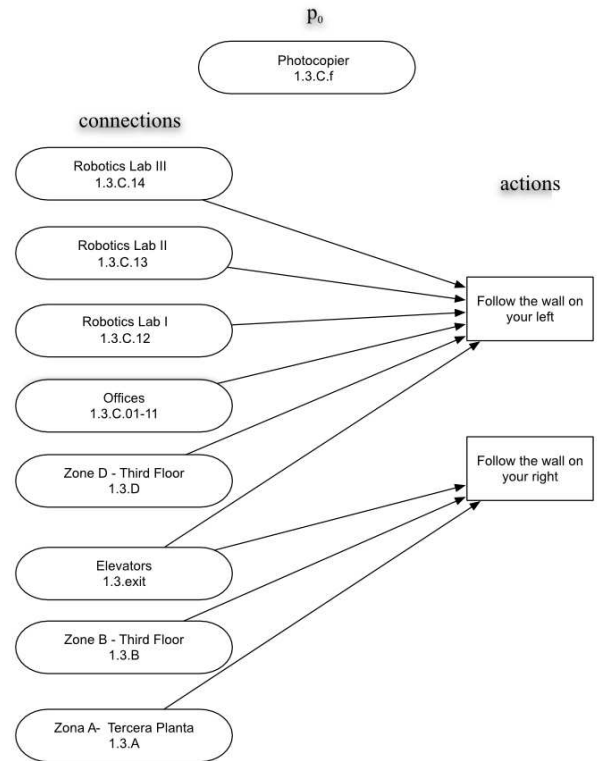 p₀
Photocopier
1.3.C.f
connections
Robotics Lab III
1.3.C.14
actions
Robotics Lab II
1.3.C.13
Follow the wall on
your left
Robotics Lab I
1.3.C.12
Offices
1.3.C.01-11
Zone D - Third Floor
1.3.D
Follow the wall on
your right
Elevators
1.3.exit
Zone B - Third Floor
1.3.B
Zona A- Tercera Planta
1.3.A